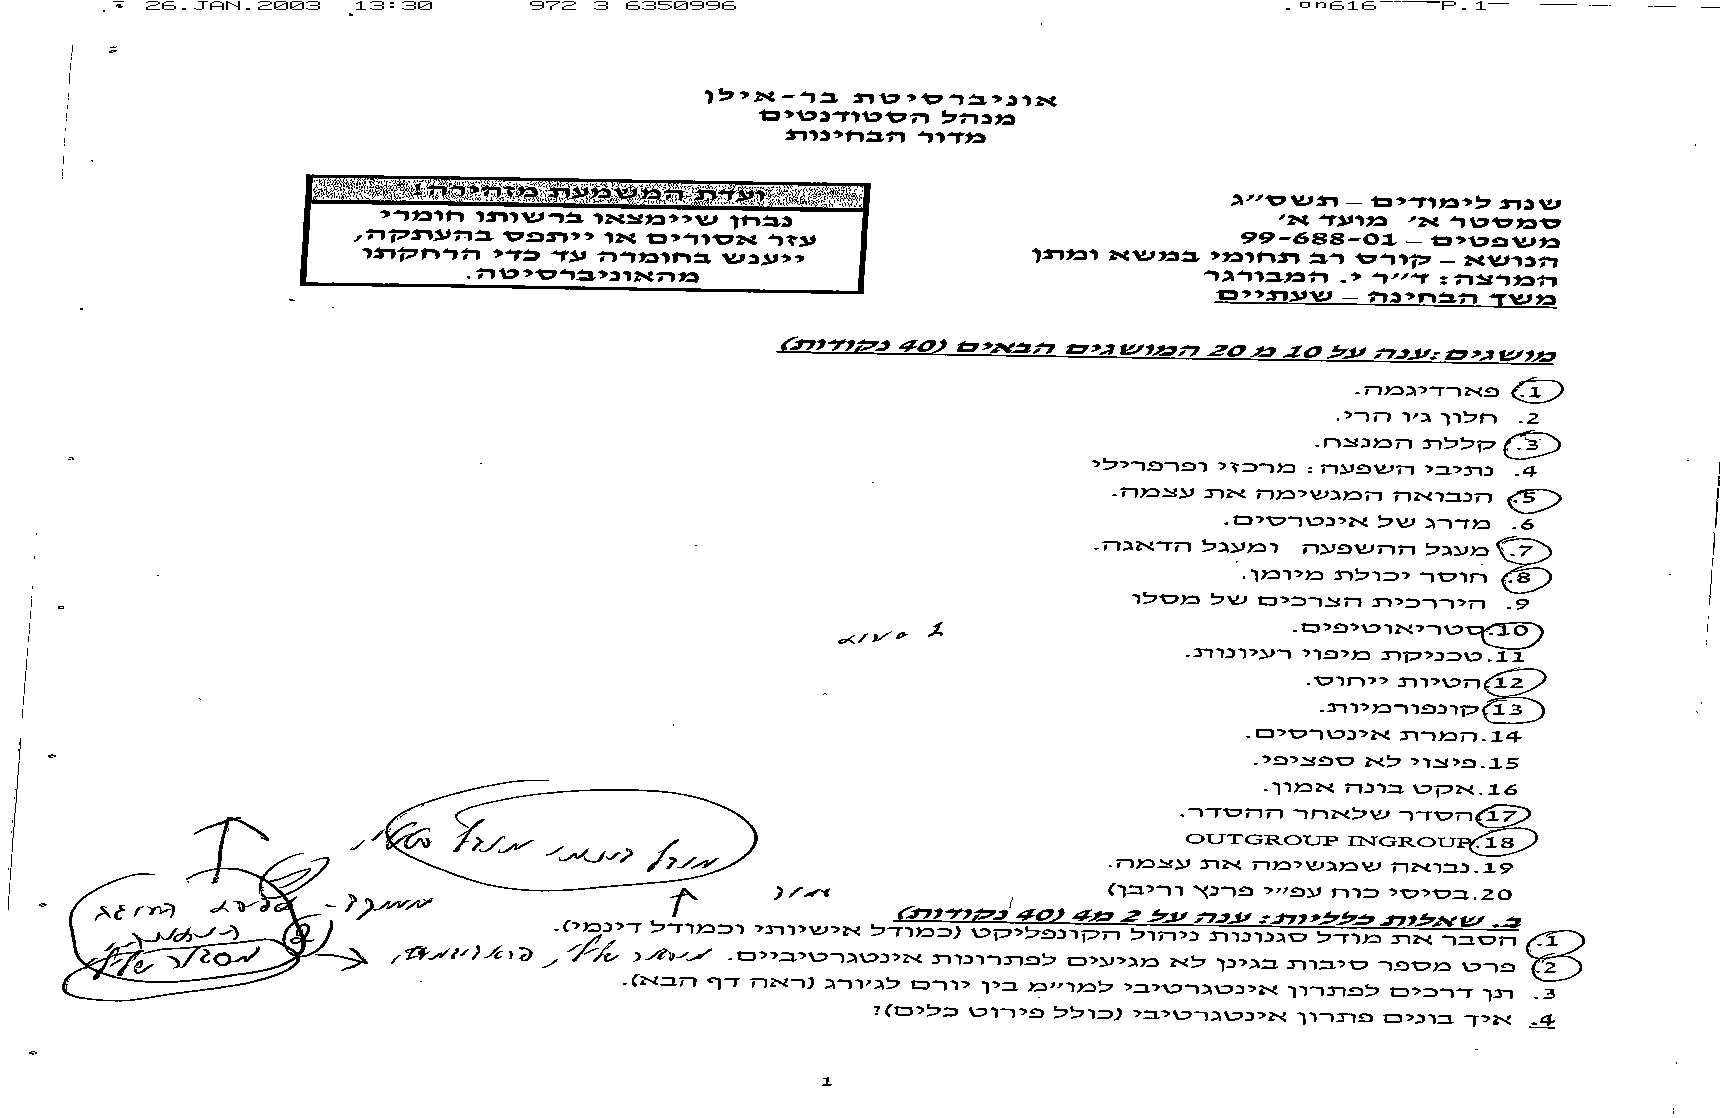 26.JAN.2003 13:30 972 3 6350996 P.1
אוניברסיטת בר-אילן
מנהל הסטודנטים
מדור הבחינות
ועדת המשמעת מזהירה!
נבחן שיימצאו ברשותו חומרי
עזר אסורים או ייתפס בהעתקה,
ייענש בחומרה עד כדי הרחקתו
מהאוניברסיטה.
שנת לימודים – תשס״ג
סמסטר א׳ מועד א׳
משפטים – 99-688-01
הנושא – קורס רב תחומי במשא ומתן
המרצה: ד״ר י. המבורגר
משך הבחינה – שעתיים
מושגים: ענה על 10 מ 20 המושגים הבאים (40 נקודות)
1. פארדיגמה.
2. חלון ג׳ו הרי.
3. קללת המנצח.
4. נתיבי השפעה: מרכזי ופרפרילי
5. הנבואה המגשימה את עצמה.
6. מדרג של אינטרסים.
7. מעגל ההשפעה ומעגל הדאגה.
8. חוסר יכולת מיומן.
9. היררכית הצרכים של מסלו
10. סטריאוטיפים.
11. טכניקת מיפוי רעיונות.
12. הטיות ייחוס.
13. קונפורמיות.
14. המרת אינטרסים.
15. פיצוי לא ספציפי.
16. אקט בונה אמון.
17. הסדר שלאחר ההסדר.
18. OUTGROUP INGROUP
19. נבואה שמגשימה את עצמה.
20. בסיסי כוח עפ״י פרנץ וריבן)
ב. שאלות כלליות: ענה על 2 מ4 (40 נקודות)
1. הסבר את מודל סגנונות ניהול הקונפליקט (כמודל אישיותי וכמודל דינמי).
2. פרט מספר סיבות בגינן לא מגיעים לפתרונות אינטגרטיביים.
3. תן דרכים לפתרון אינטגרטיבי למו״מ בין יורם לגיורג (ראה דף הבא).
4. איך בונים פתרון אינטגרטיבי (כולל פירוט כלים)?
1